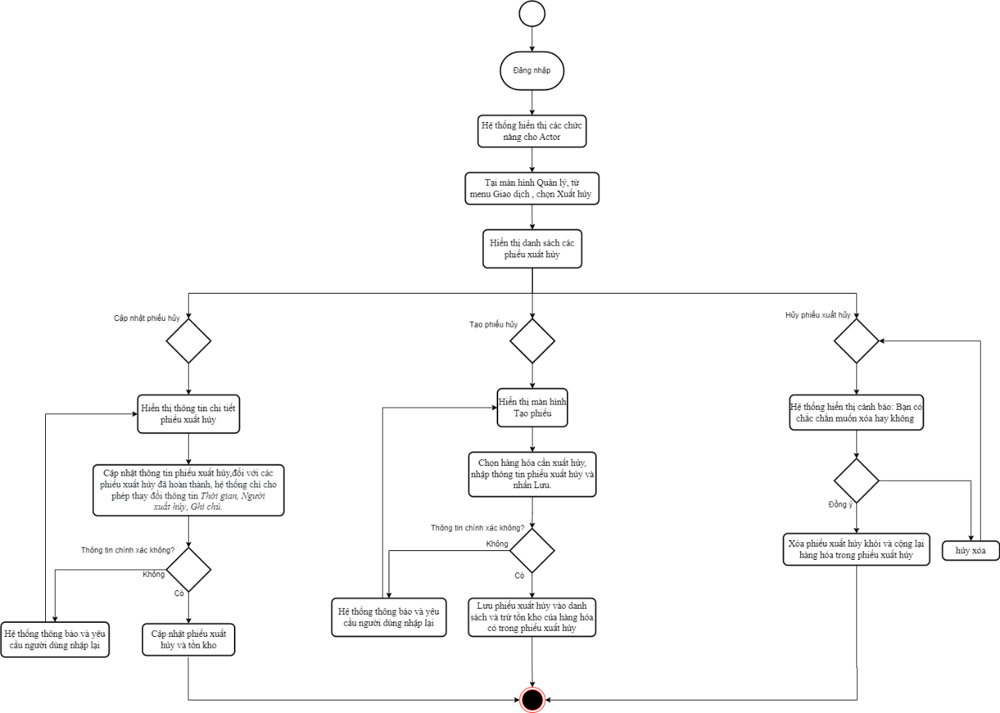 Đăng nhập
Hệ thống hiển thị các chức
năng cho Actor
Tại màn hình Quản lý, từ
menu Giao dịch , chọn Xuất hủy
Hiển thị danh sách các
phiếu xuất hủy
Cập nhật phiếu hủy
Tạo phiếu hủy
Hủy phiếu xuất hủy
Hiển thị thông tin chi tiết
phiếu xuất hủy
Cập nhật thông tin phiếu xuất hủy,đối với các
phiếu xuất hủy đã hoàn thành, hệ thống chỉ cho
phép thay đổi thông tin Thời gian, Người
xuất hủy, Ghi chú.
Thông tin chính xác không?
Không
Có
Hệ thống thông báo và yêu
cầu người dùng nhập lại
Cập nhật phiếu xuất
hủy và tồn kho
Hiển thị màn hình
Tạo phiếu
Chọn hàng hóa cần xuất hủy,
nhập thông tin phiếu xuất hủy và
nhấn Lưu.
Thông tin chính xác không?
Không
Có
Hệ thống thông báo và yêu
cầu người dùng nhập lại
Lưu phiếu xuất hủy vào danh
sách và trừ tồn kho của hàng hóa
có trong phiếu xuất hủy
Hệ thống hiển thị cảnh báo: Bạn có
chắc chắn muốn xóa hay không
Đồng ý
Xóa phiếu xuất hủy khỏi và cộng lại
hàng hóa trong phiếu xuất hủy
hủy xóa